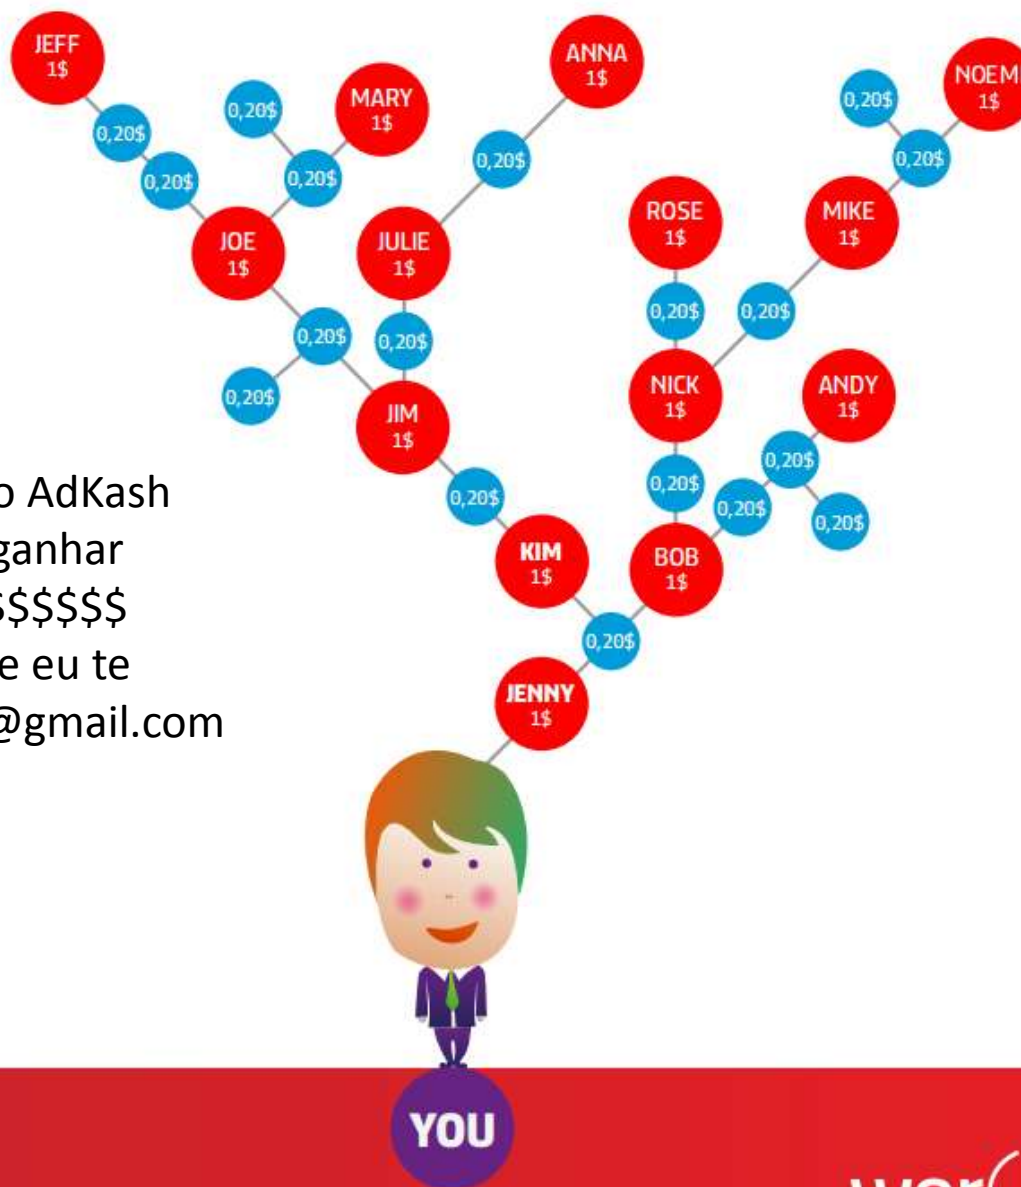 JEFF
1$
ANNA
1$
NOEM
1$
0,20$
MARY
1$
0,20$
0,20$
0,20$
0,20$
0,20$
0,20$
JOE
1$
JULIE
1$
ROSE
1$
MIKE
1$
0,20$
0,20$
0,20$
0,20$
0,20$
JIM
1$
NICK
1$
ANDY
1$
0,20$
0,20$
0,20$
0,20$
0,20$
o AdKash
ganhar
$$$$$$
e eu te
@gmail.com
KIM
1$
BOB
1$
0,20$
JENNY
1$
YOU